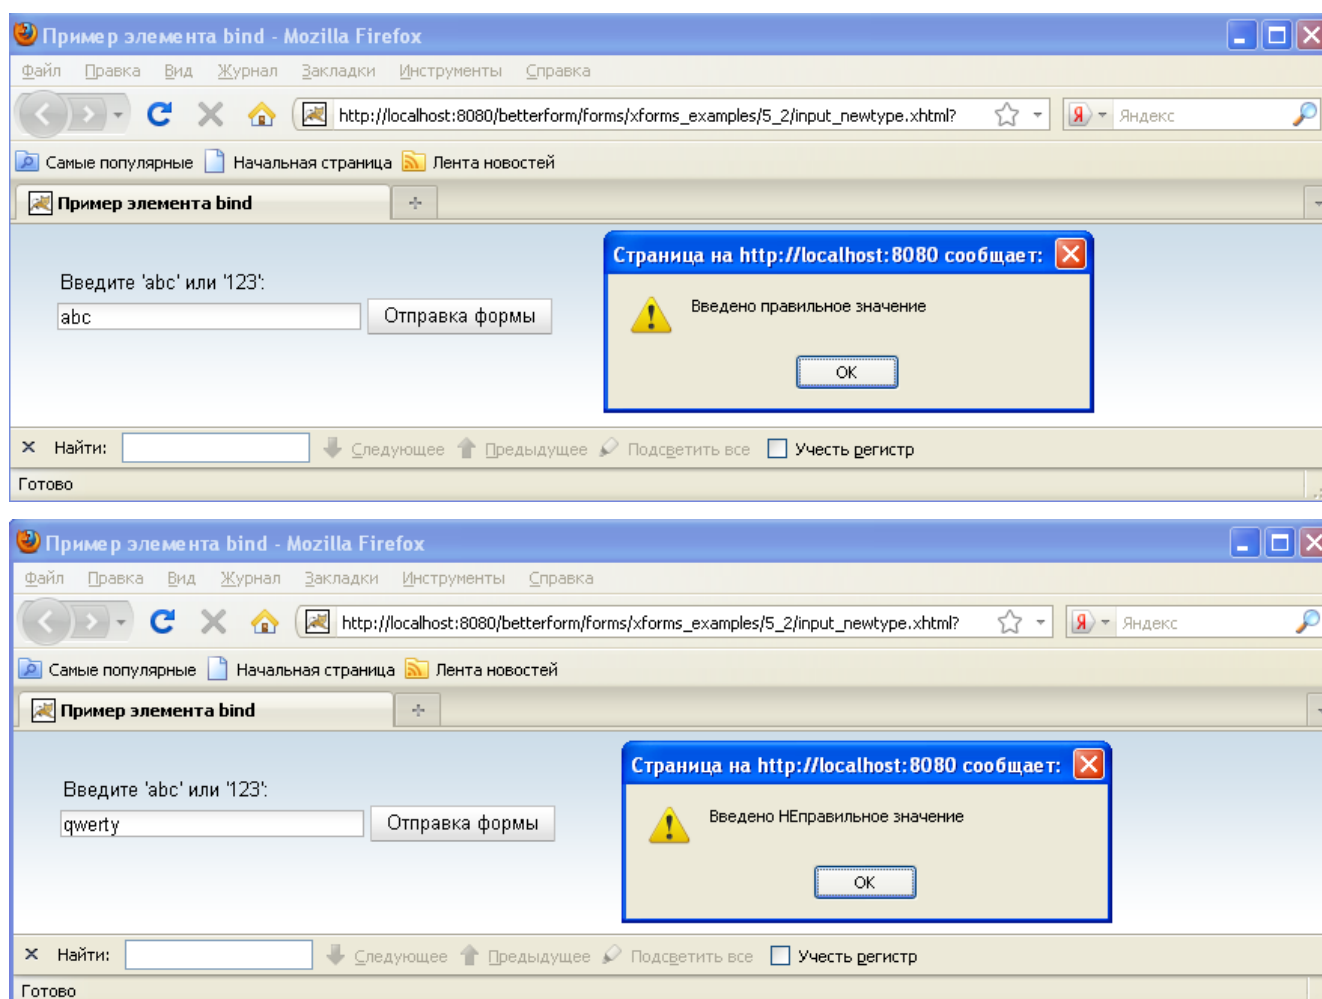 Пример элемента bind - Mozilla Firefox
Файл Правка Вид Журнал Закладки Инструменты Справка
http://localhost:8080/betterform/forms/xforms_examples/5_2/input_newtype.xhtml? Я Яндекс
Самые популярные Начальная страница Лента новостей
Пример элемента bind
Страница на http://localhost:8080 сообщает:
Введите 'abc' или '123':
Введено правильное значение
abc Отправка формы
OK
Найти: Следующее Предыдущее Подсветить все Учесть регистр
Готово
Пример элемента bind - Mozilla Firefox
Файл Правка Вид Журнал Закладки Инструменты Справка
http://localhost:8080/betterform/forms/xforms_examples/5_2/input_newtype.xhtml? Я Яндекс
Самые популярные Начальная страница Лента новостей
Пример элемента bind
Страница на http://localhost:8080 сообщает:
Введите 'abc' или '123':
Введено НЕправильное значение
qwerty Отправка формы
OK
Найти: Следующее Предыдущее Подсветить все Учесть регистр
Готово